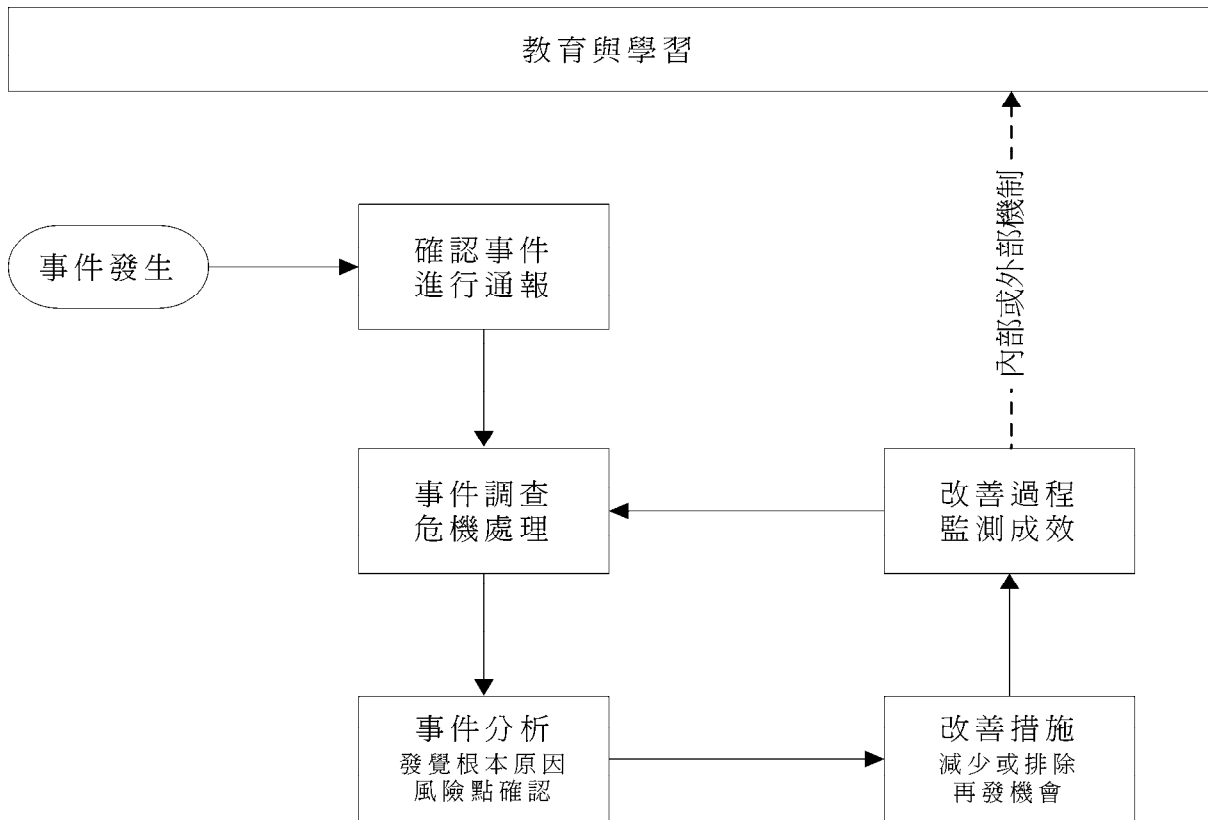 教育與學習
事件發生
確認事件
進行通報
內部或外部機制
事件調查
危機處理
改善過程
監測成效
事件分析
發覺根本原因
風險點確認
改善措施
減少或排除
再發機會